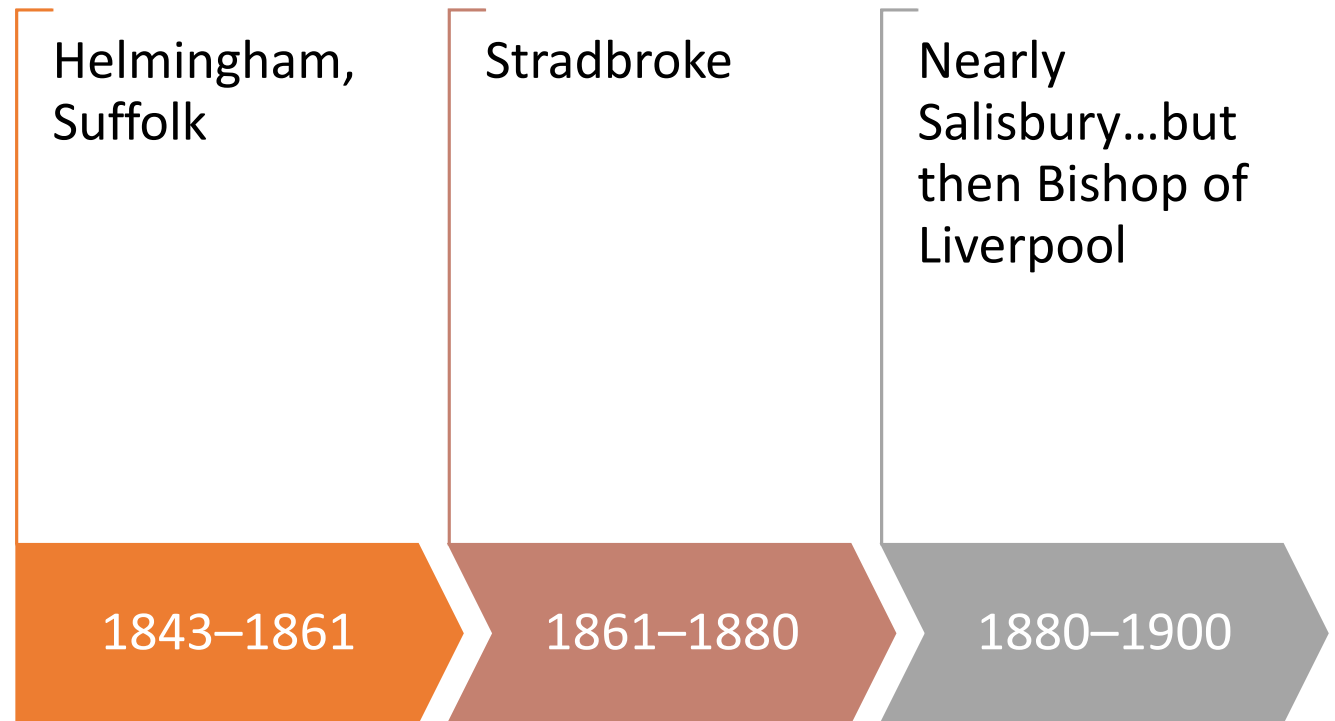 Helmingham,
Suffolk
Stradbroke
Nearly
Salisbury…but
then Bishop of
Liverpool
1843–1861
1861–1880
1880–1900